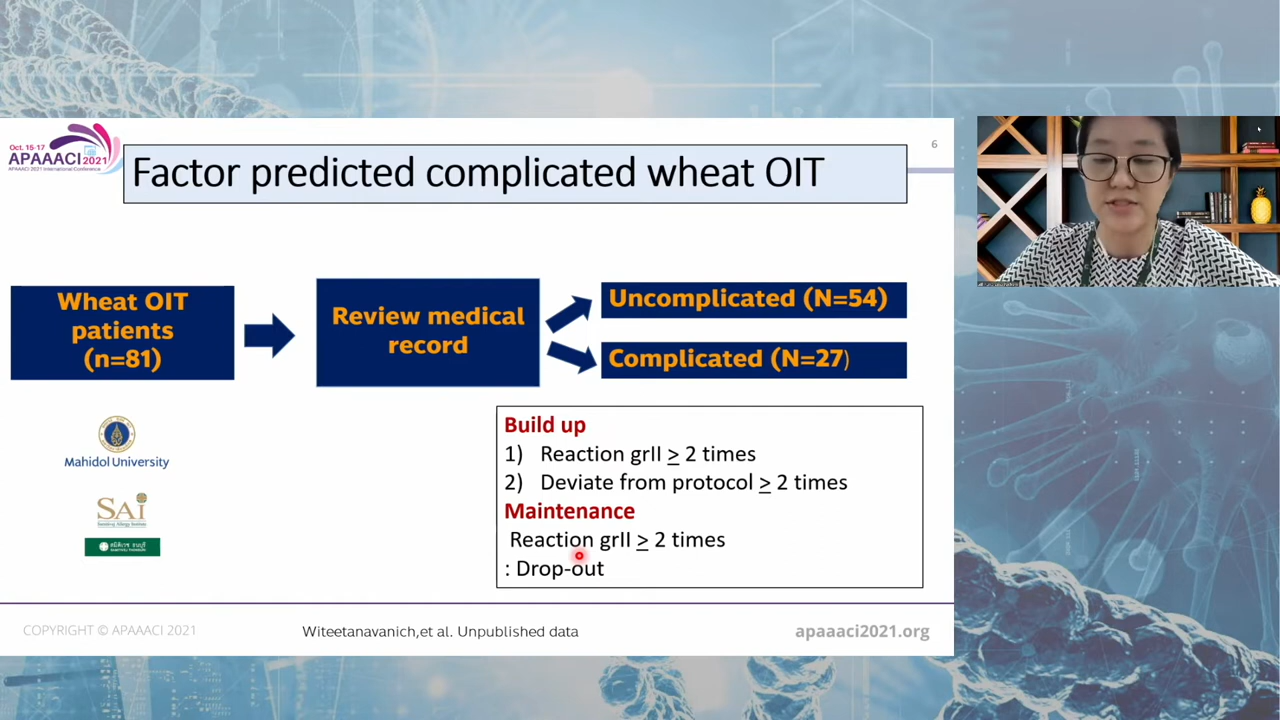 Oct. 15-17
APAAACI 2021
APAAACI 2021 International Conference
6
Factor predicted complicated wheat OIT
Wheat OIT
patients
(n=81)
Review medical
record
Uncomplicated (N=54)
Complicated (N=27)
Mahidol University
SAi
Build up
1) Reaction grII ≥ 2 times
2) Deviate from protocol ≥ 2 times
Maintenance
Reaction grII ≥ 2 times
: Drop-out
COPYRIGHT © APAAACI 2021
Witeetanavanich,et al. Unpublished data
apaaaci2021.org